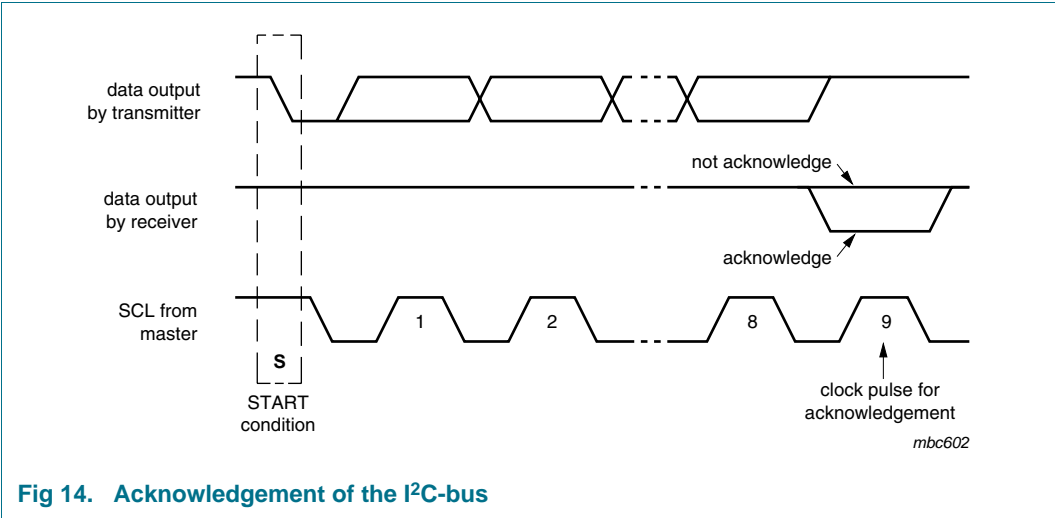 data output
by transmitter
not acknowledge
data output
by receiver
acknowledge
SCL from
master
1
2
8
9
S
START
condition
clock pulse for
acknowledgement
mbc602
Fig 14. Acknowledgement of the I²C-bus